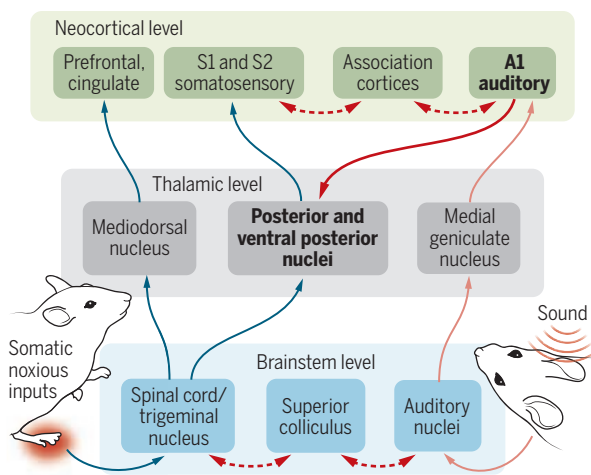 Neocortical level
Prefrontal,
cingulate
S1 and S2
somatosensory
Association
cortices
A1
auditory
Thalamic level
Mediodorsal
nucleus
Posterior and
ventral posterior
nuclei
Medial
geniculate
nucleus
Sound
Somatic
noxious
inputs
Brainstem level
Spinal cord/
trigeminal
nucleus
Superior
colliculus
Auditory
nuclei